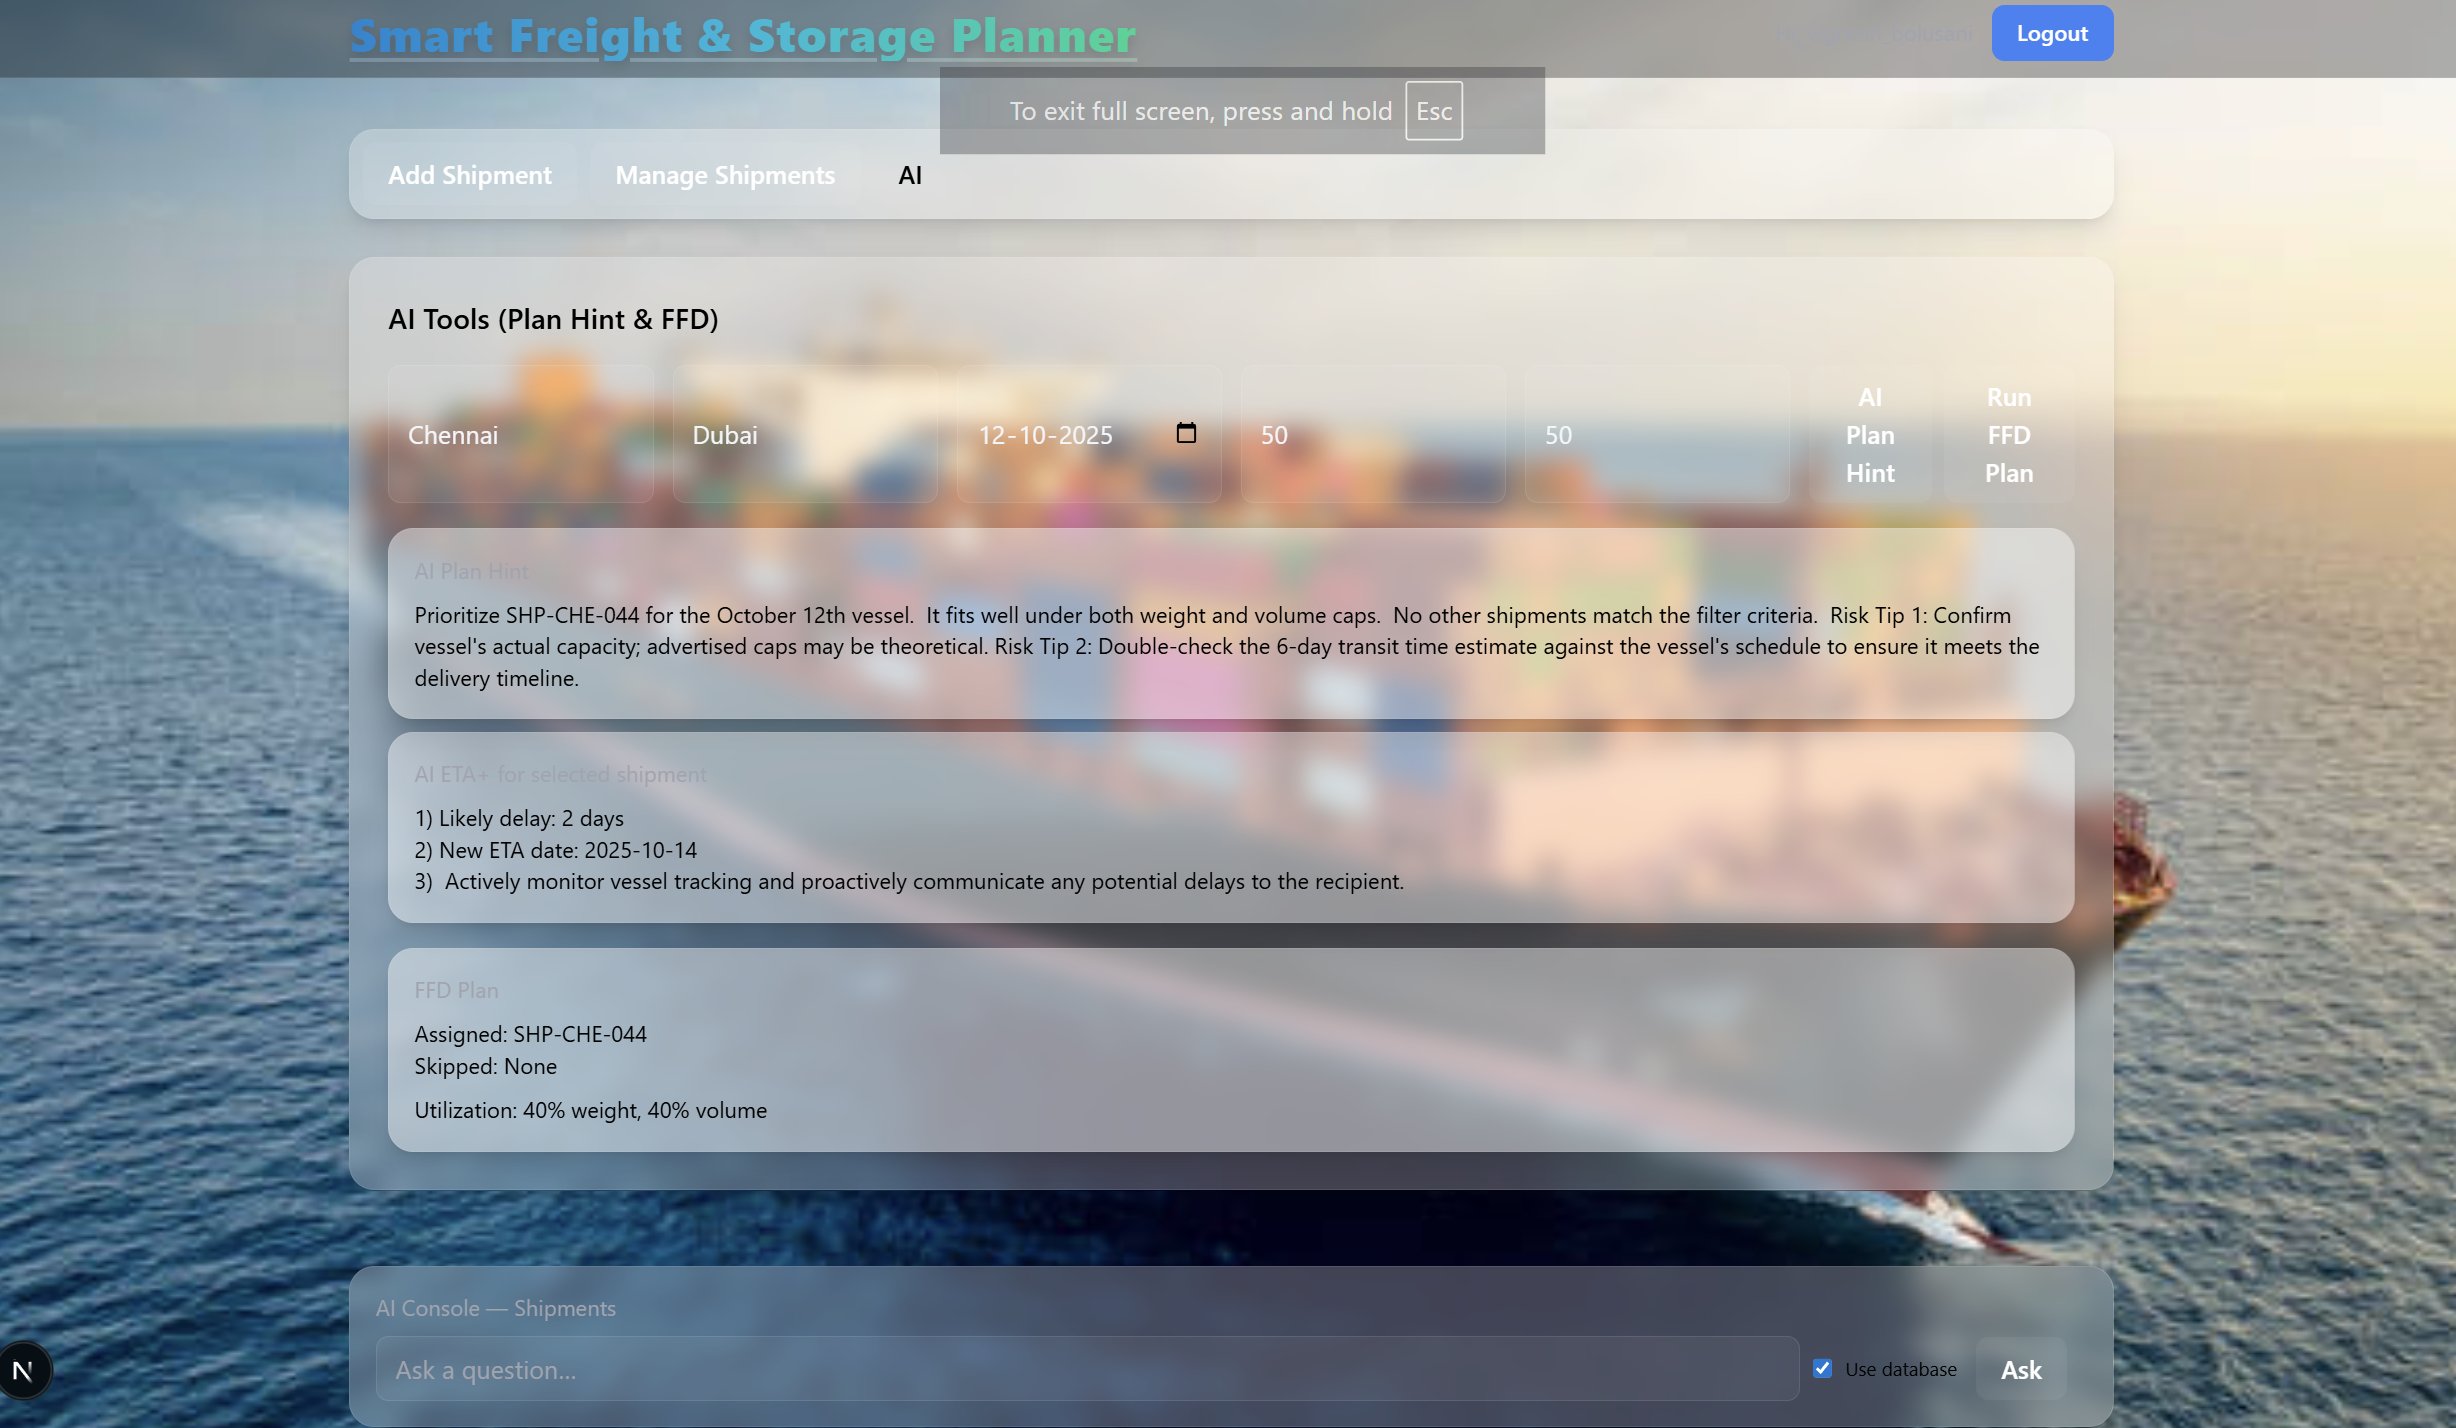 Smart Freight & Storage Planner
Logout
To exit full screen, press and hold Esc
Add Shipment Manage Shipments AI
AI Tools (Plan Hint & FFD)
Chennai Dubai 12-10-2025 50 50
AI
Plan
Hint
Run
FFD
Plan
AI Plan Hint
Prioritize SHP-CHE-044 for the October 12th vessel.  It fits well under both weight and volume caps.  No other shipments match the filter criteria.  Risk Tip 1: Confirm
vessel's actual capacity; advertised caps may be theoretical. Risk Tip 2: Double-check the 6-day transit time estimate against the vessel's schedule to ensure it meets the
delivery timeline.
AI ETA+ for selected shipment
1) Likely delay: 2 days
2) New ETA date: 2025-10-14
3)  Actively monitor vessel tracking and proactively communicate any potential delays to the recipient.
FFD Plan
Assigned: SHP-CHE-044
Skipped: None
Utilization: 40% weight, 40% volume
AI Console — Shipments
Ask a question...
Use database
Ask
N